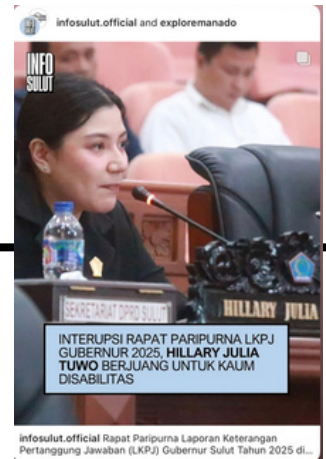 infosulut.official and exploremanado
INFO
SULUT
SEKRETARIAT DPRD SULUT
HILLARY JULIA
INTERUPSI RAPAT PARIPURNA LKPJ
GUBERNUR 2025, HILLARY JULIA
TUWO BERJUANG UNTUK KAUM
DISABILITAS
infosulut.official Rapat Paripurna Laporan Keterangan
Pertanggung Jawaban (LKPJ) Gubernur Sulut Tahun 2025 di...